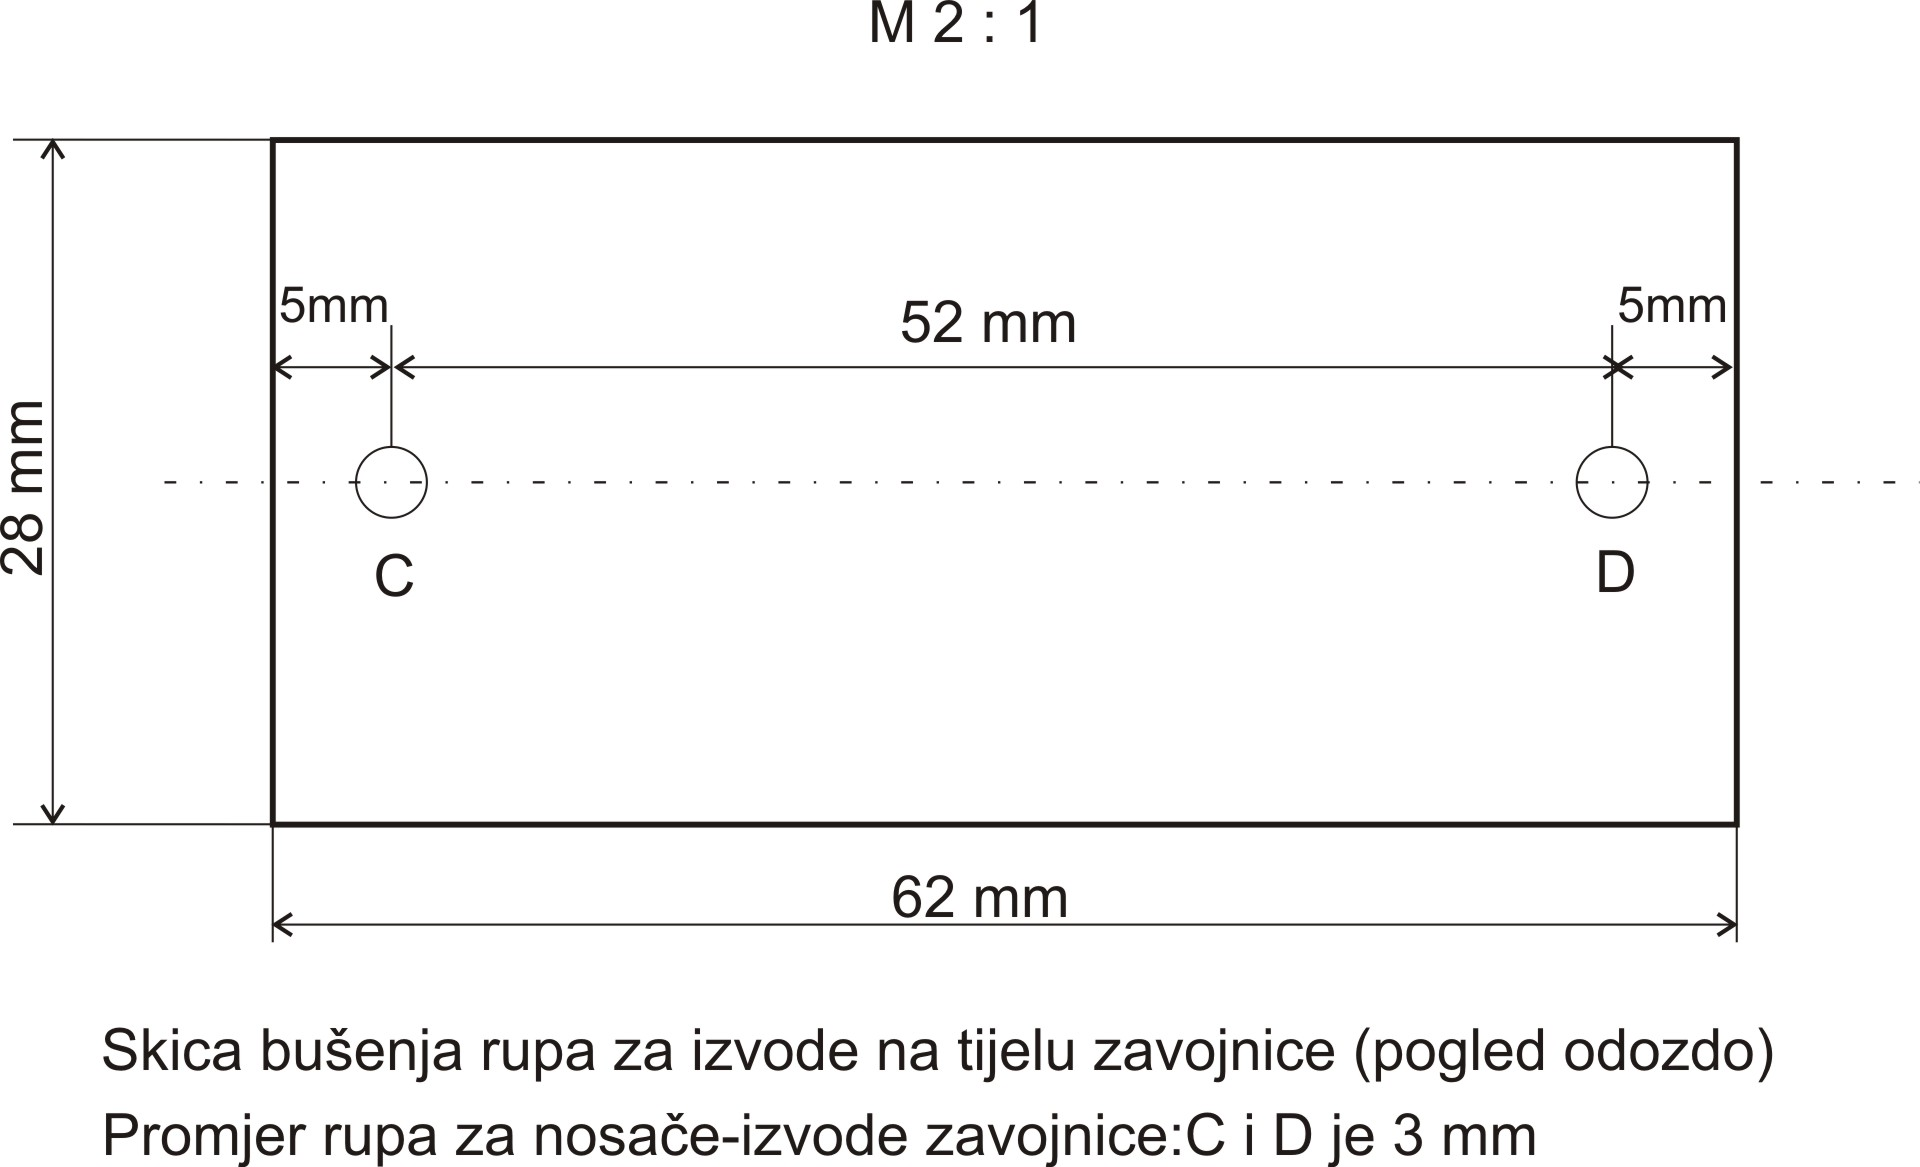 M 2 : 1
5mm
52 mm
5mm
28 mm
C
D
62 mm
Skica bušenja rupa za izvode na tijelu zavojnice (pogled odozdo)
Promjer rupa za nosače-izvode zavojnice:C i D je 3 mm